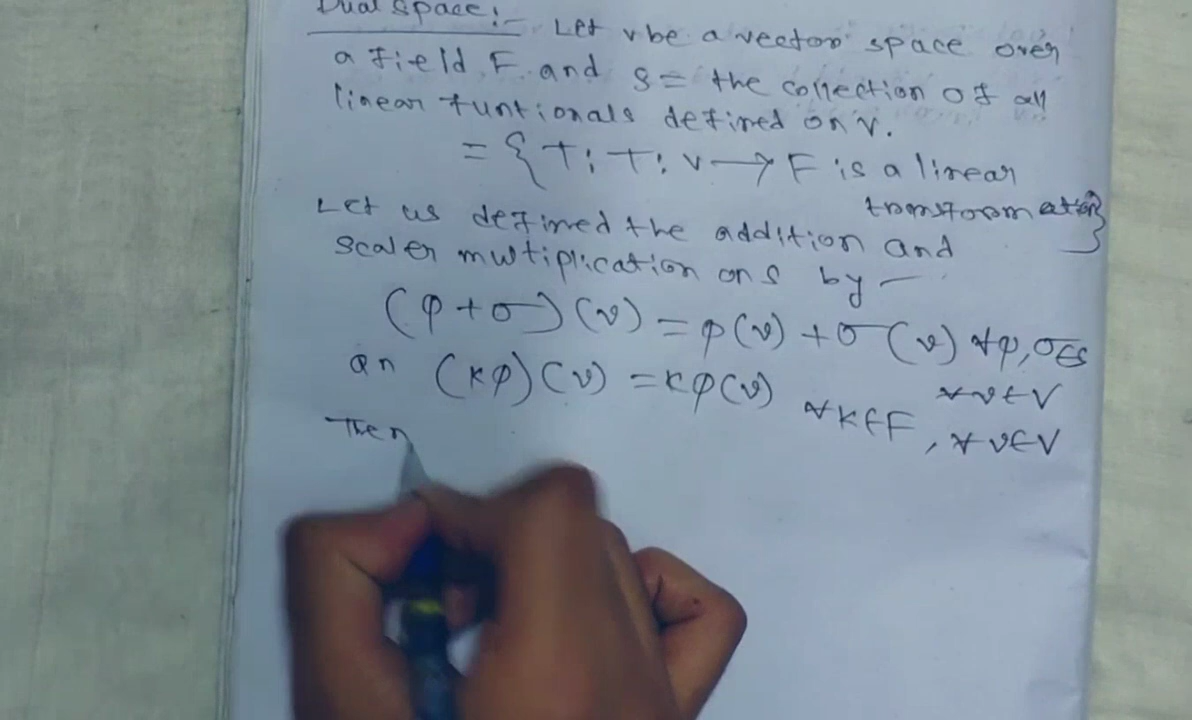 Dual space:-
Let v be a vector space over
a field F and S = the collection of all
linear funtionals defined on V.
= { T: T: V → F is a linear
transformation }
Let us defined the addition and
scaler multiplication on S by -
(φ + σ)(v) = φ(v) + σ(v) ∀ φ, σ ∈ S
∀ v ∈ V
an (kφ)(v) = kφ(v) ∀ k ∈ F, ∀ v ∈ V
Then